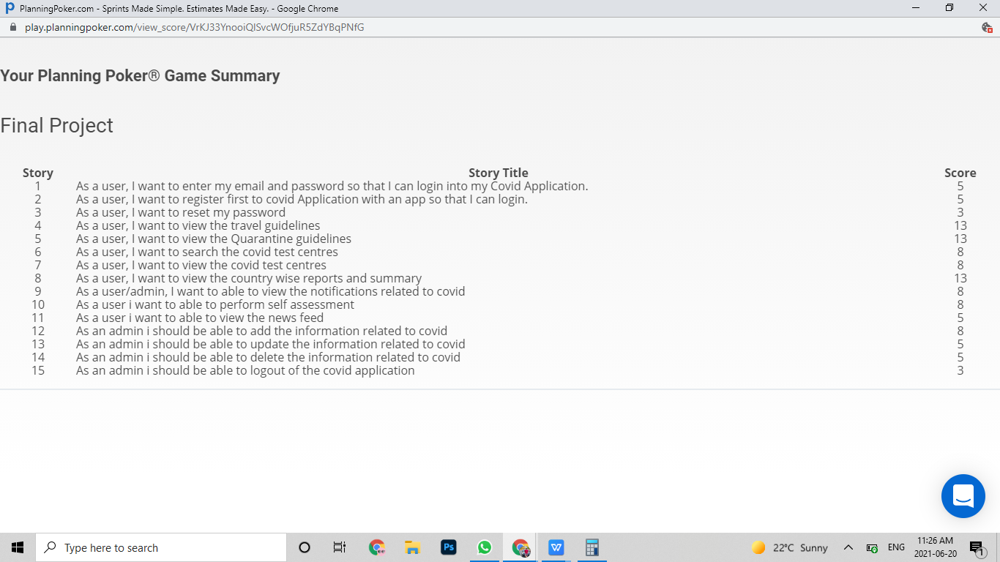 PlanningPoker.com - Sprints Made Simple. Estimates Made Easy. - Google Chrome
play.planningpoker.com/view_score/VrKJ33YnooiQlSvcWOfjuR5ZdYBqPNfG
Your Planning Poker® Game Summary
Final Project
Story Story Title Score
1 As a user, I want to enter my email and password so that I can login into my Covid Application. 5
2 As a user, I want to register first to covid Application with an app so that I can login. 5
3 As a user, I want to reset my password 3
4 As a user, I want to view the travel guidelines 13
5 As a user, I want to view the Quarantine guidelines 13
6 As a user, I want to search the covid test centres 8
7 As a user, I want to view the covid test centres 8
8 As a user, I want to view the country wise reports and summary 13
9 As a user/admin, I want to able to view the notifications related to covid 8
10 As a user i want to able to perform self assessment 8
11 As a user i want to able to view the news feed 5
12 As an admin i should be able to add the information related to covid 8
13 As an admin i should be able to update the information related to covid 5
14 As an admin i should be able to delete the information related to covid 5
15 As an admin i should be able to logout of the covid application 3
Type here to search
Ps
W
22°C Sunny
ENG
11:26 AM
2021-06-20
1